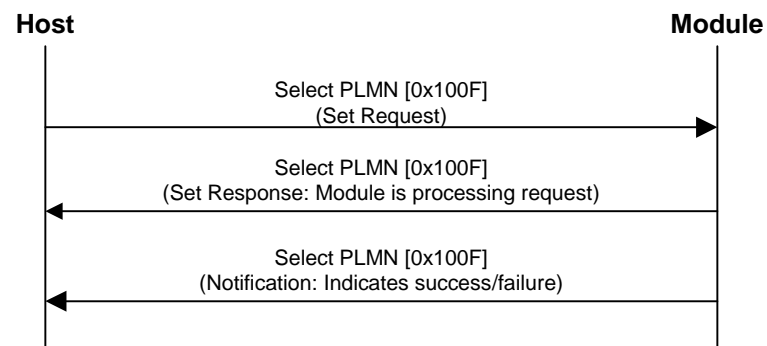 Host
Module
Select PLMN [0x100F]
(Set Request)
Select PLMN [0x100F]
(Set Response: Module is processing request)
Select PLMN [0x100F]
(Notification: Indicates success/failure)